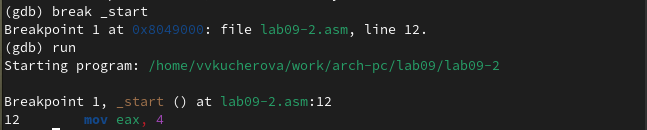 (gdb) break _start
Breakpoint 1 at 0x8049000: file lab09-2.asm, line 12.
(gdb) run
Starting program: /home/vvkucherova/work/arch-pc/lab09/lab09-2
Breakpoint 1, _start () at lab09-2.asm:12
12 mov eax, 4